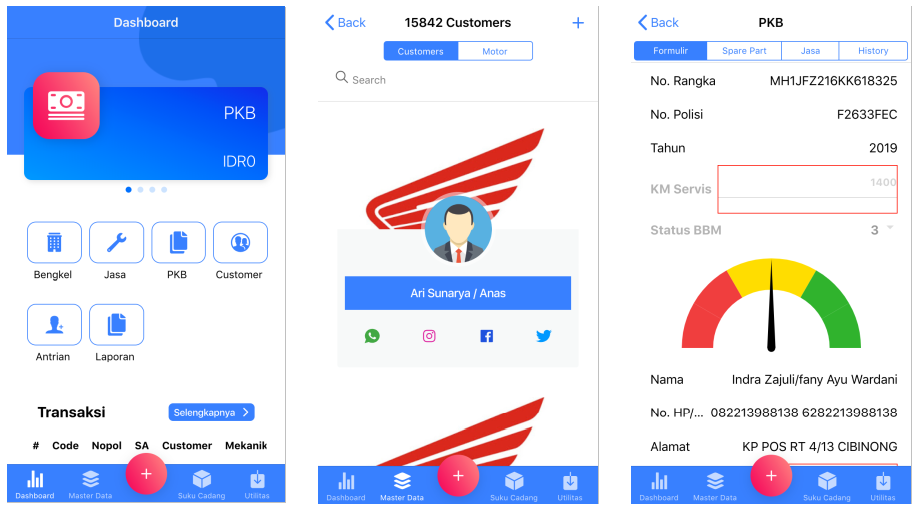 Dashboard
PKB
IDR0
Bengkel
Jasa
PKB
Customer
Antrian
Laporan
Transaksi
Selengkapnya
# Code Nopol SA Customer Mekanik
+
Dashboard
Master Data
Suku Cadang
Utilitas
Back
15842 Customers
+
Customers
Motor
Search
Ari Sunarya / Anas
+
Dashboard
Master Data
Suku Cadang
Utilitas
Back
PKB
Formulir
Spare Part
Jasa
History
No. Rangka MH1JFZ216KK618325
No. Polisi F2633FEC
Tahun 2019
KM Servis 1400
Status BBM 3
Nama Indra Zajuli/fany Ayu Wardani
No. HP/... 082213988138 6282213988138
Alamat KP POS RT 4/13 CIBINONG
+
Dashboard
Master Data
Suku Cadang
Utilitas